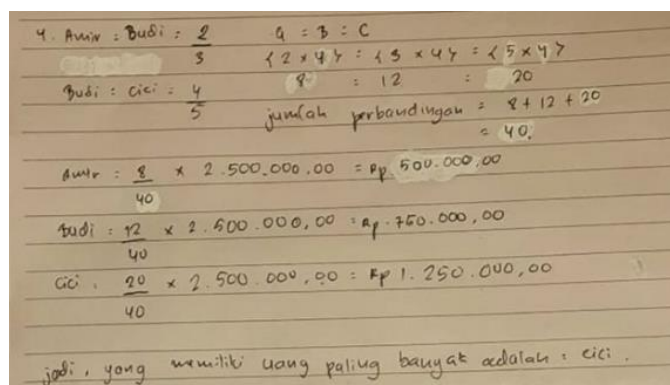 4. Amir : Budi : 2/3 a = B = C
{2 x 4} : {3 x 4} = {5 x 4}
8 : 12 : 20
Budi : Cici : 4/5
jumlah perbandingan = 8 + 12 + 20
= 40.
Amir : 8/40 x 2.500.000,00 = Rp 500.000,00
Budi : 12/40 x 2.500.000,00 = Rp. 750.000,00
Cici : 20/40 x 2.500.000,00 = Rp 1.250.000,00
jadi, yang memiliki uang paling banyak adalah : cici.